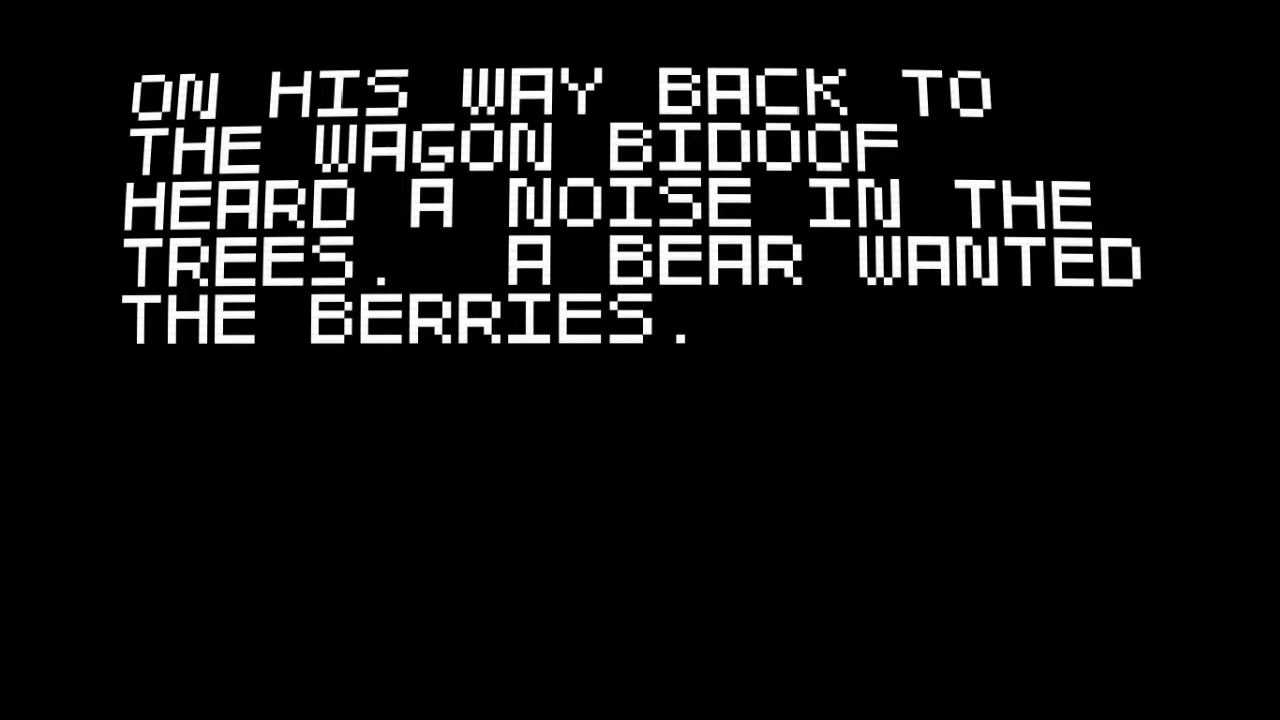 ON HIS WAY BACK TO
THE WAGON BIDOOF
HEARD A NOISE IN THE
TREES.  A BEAR WANTED
THE BERRIES.